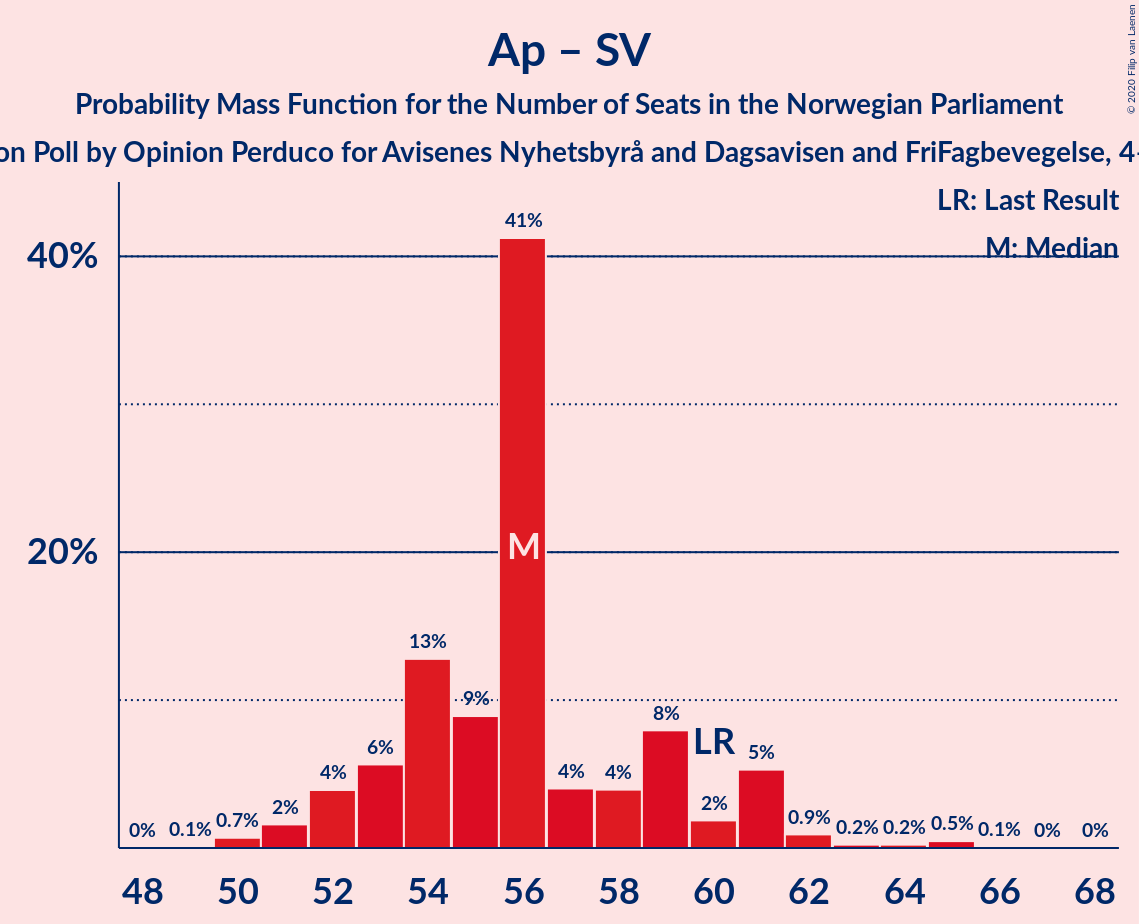 Ap – SV
Probability Mass Function for the Number of Seats in the Norwegian Parliament
on Poll by Opinion Perduco for Avisenes Nyhetsbyrå and Dagsavisen and FriFagbevegelse, 4-
© 2020 Filip van Laenen
LR: Last Result
M: Median
40%
20%
0% 0.1% 0.7% 2% 4% 6% 13% 9% 41% 4% 4% 8% 2% 5% 0.9% 0.2% 0.2% 0.5% 0.1% 0% 0%
M
LR
48 50 52 54 56 58 60 62 64 66 68